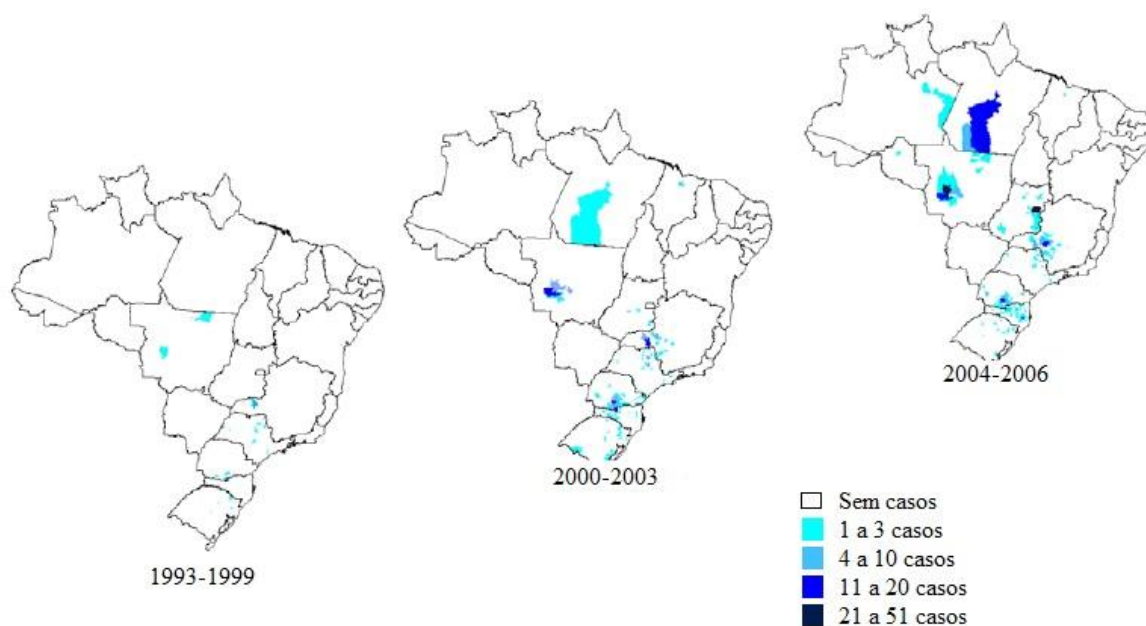 2004-2006
2000-2003
1993-1999
Sem casos
1 a 3 casos
4 a 10 casos
11 a 20 casos
21 a 51 casos